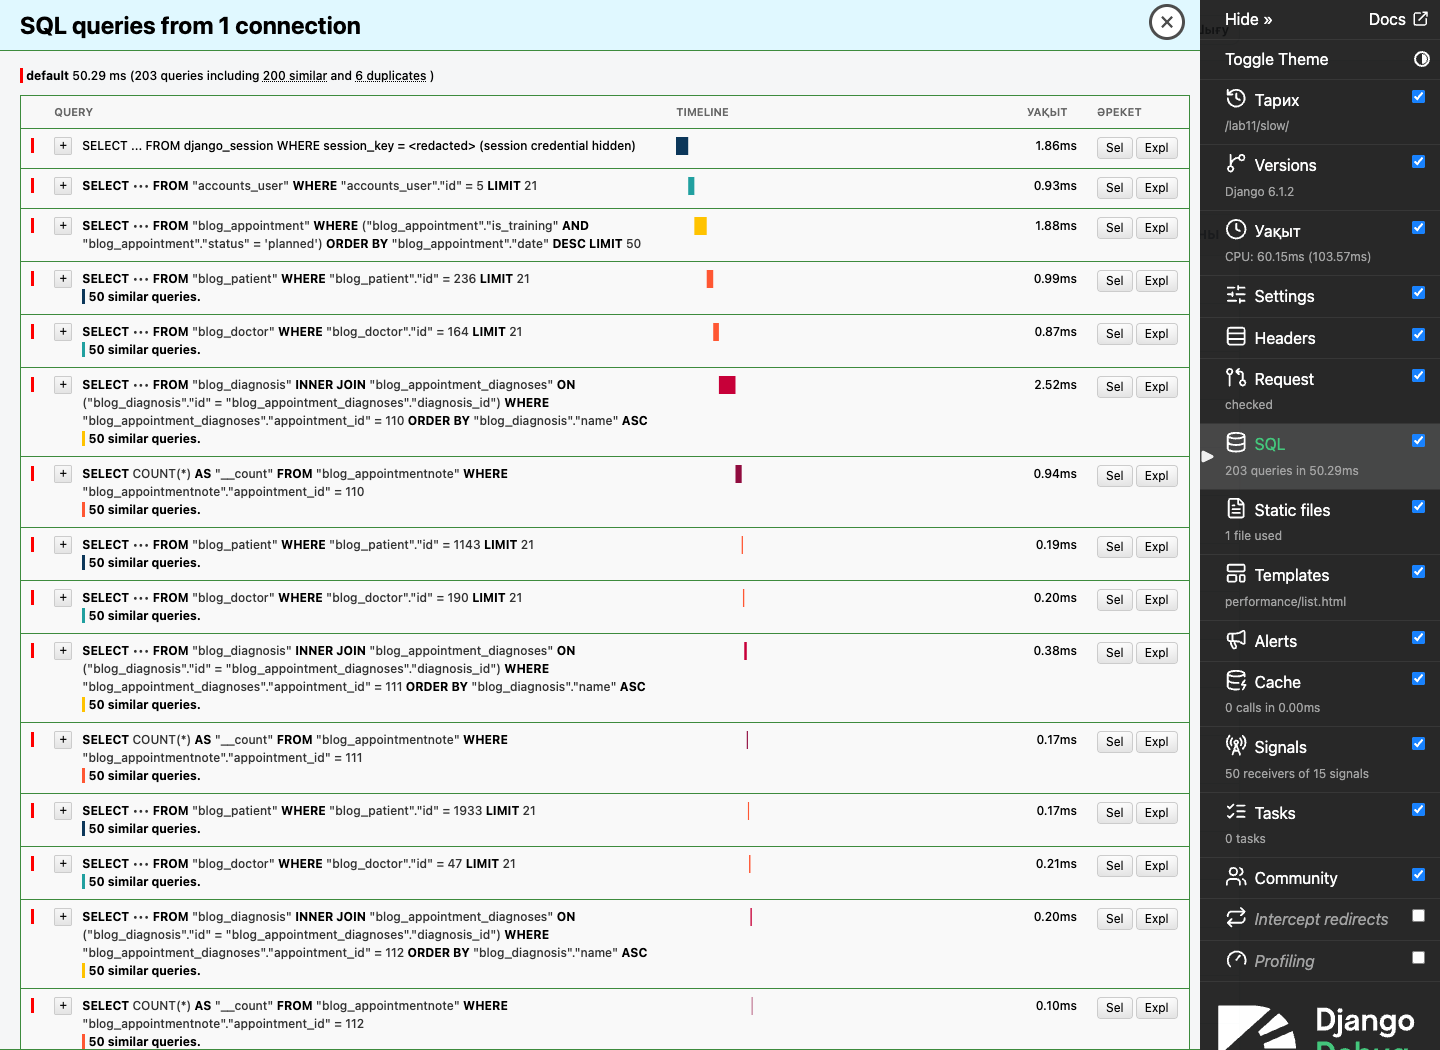 SQL queries from 1 connection
default 50.29 ms (203 queries including 200 similar and 6 duplicates )
QUERY TIMELINE УАҚЫТ ӘРЕКЕТ
+ SELECT ... FROM django_session WHERE session_key = <redacted> (session credential hidden) 1.86ms Sel Expl
+ SELECT ••• FROM "accounts_user" WHERE "accounts_user"."id" = 5 LIMIT 21 0.93ms Sel Expl
+ SELECT ••• FROM "blog_appointment" WHERE ("blog_appointment"."is_training" AND 1.88ms Sel Expl
"blog_appointment"."status" = 'planned') ORDER BY "blog_appointment"."date" DESC LIMIT 50
+ SELECT ••• FROM "blog_patient" WHERE "blog_patient"."id" = 236 LIMIT 21 0.99ms Sel Expl
50 similar queries.
+ SELECT ••• FROM "blog_doctor" WHERE "blog_doctor"."id" = 164 LIMIT 21 0.87ms Sel Expl
50 similar queries.
+ SELECT ••• FROM "blog_diagnosis" INNER JOIN "blog_appointment_diagnoses" ON 2.52ms Sel Expl
("blog_diagnosis"."id" = "blog_appointment_diagnoses"."diagnosis_id") WHERE
"blog_appointment_diagnoses"."appointment_id" = 110 ORDER BY "blog_diagnosis"."name" ASC
50 similar queries.
+ SELECT COUNT(*) AS "__count" FROM "blog_appointmentnote" WHERE 0.94ms Sel Expl
"blog_appointmentnote"."appointment_id" = 110
50 similar queries.
+ SELECT ••• FROM "blog_patient" WHERE "blog_patient"."id" = 1143 LIMIT 21 0.19ms Sel Expl
50 similar queries.
+ SELECT ••• FROM "blog_doctor" WHERE "blog_doctor"."id" = 190 LIMIT 21 0.20ms Sel Expl
50 similar queries.
+ SELECT ••• FROM "blog_diagnosis" INNER JOIN "blog_appointment_diagnoses" ON 0.38ms Sel Expl
("blog_diagnosis"."id" = "blog_appointment_diagnoses"."diagnosis_id") WHERE
"blog_appointment_diagnoses"."appointment_id" = 111 ORDER BY "blog_diagnosis"."name" ASC
50 similar queries.
+ SELECT COUNT(*) AS "__count" FROM "blog_appointmentnote" WHERE 0.17ms Sel Expl
"blog_appointmentnote"."appointment_id" = 111
50 similar queries.
+ SELECT ••• FROM "blog_patient" WHERE "blog_patient"."id" = 1933 LIMIT 21 0.17ms Sel Expl
50 similar queries.
+ SELECT ••• FROM "blog_doctor" WHERE "blog_doctor"."id" = 47 LIMIT 21 0.21ms Sel Expl
50 similar queries.
+ SELECT ••• FROM "blog_diagnosis" INNER JOIN "blog_appointment_diagnoses" ON 0.20ms Sel Expl
("blog_diagnosis"."id" = "blog_appointment_diagnoses"."diagnosis_id") WHERE
"blog_appointment_diagnoses"."appointment_id" = 112 ORDER BY "blog_diagnosis"."name" ASC
50 similar queries.
+ SELECT COUNT(*) AS "__count" FROM "blog_appointmentnote" WHERE 0.10ms Sel Expl
"blog_appointmentnote"."appointment_id" = 112
50 similar queries.
Hide » Docs
Toggle Theme
Тарих
/lab11/slow/
Versions
Django 6.1.2
Уақыт
CPU: 60.15ms (103.57ms)
Settings
Headers
Request
checked
SQL
203 queries in 50.29ms
Static files
1 file used
Templates
performance/list.html
Alerts
Cache
0 calls in 0.00ms
Signals
50 receivers of 15 signals
Tasks
0 tasks
Community
Intercept redirects
Profiling
Django
Debug